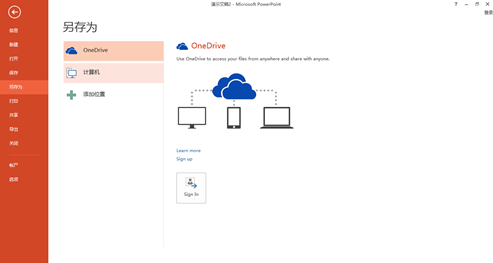 演示文稿2 - Microsoft PowerPoint
?
登录
信息
新建
打开
保存
另存为
打印
共享
导出
关闭
帐户
选项
另存为
OneDrive
计算机
添加位置
OneDrive
Use OneDrive to access your files from anywhere and share with anyone.
Learn more
Sign up
Sign In